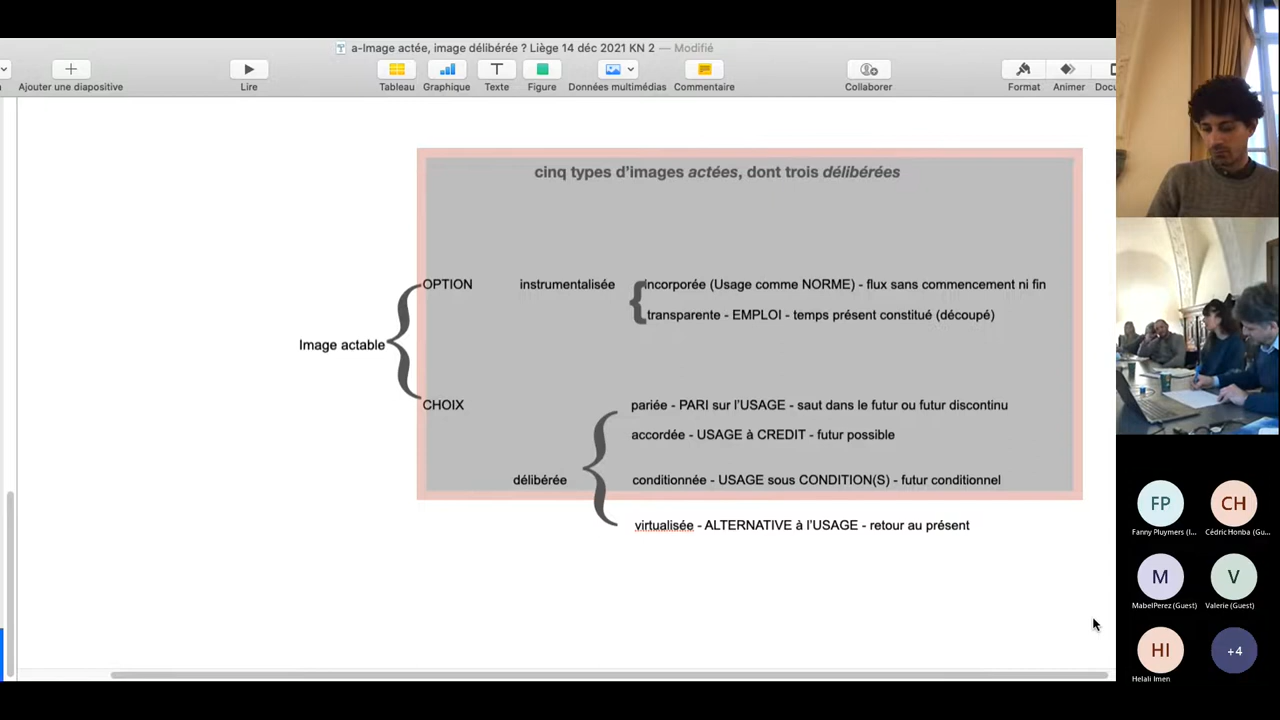 a-Image actée, image délibérée ? Liège 14 déc 2021 KN 2 — Modifié
Ajouter une diapositive
Lire
Tableau
Graphique
Texte
Figure
Données multimédias
Commentaire
Collaborer
Format
Animer
cinq types d'images actées, dont trois délibérées
OPTION instrumentalisée incorporée (Usage comme NORME) - flux sans commencement ni fin
transparente - EMPLOI - temps présent constitué (découpé)
Image actable
CHOIX pariée - PARI sur l'USAGE - saut dans le futur ou futur discontinu
accordée - USAGE à CREDIT - futur possible
délibérée conditionnée - USAGE sous CONDITION(S) - futur conditionnel
virtualisée - ALTERNATIVE à l'USAGE - retour au présent
FP
Fanny Pluymers (I...
CH
Cédric Honba (Gu...
M
MabelPerez (Guest)
V
Valerie (Guest)
HI
Helali Imen
+4